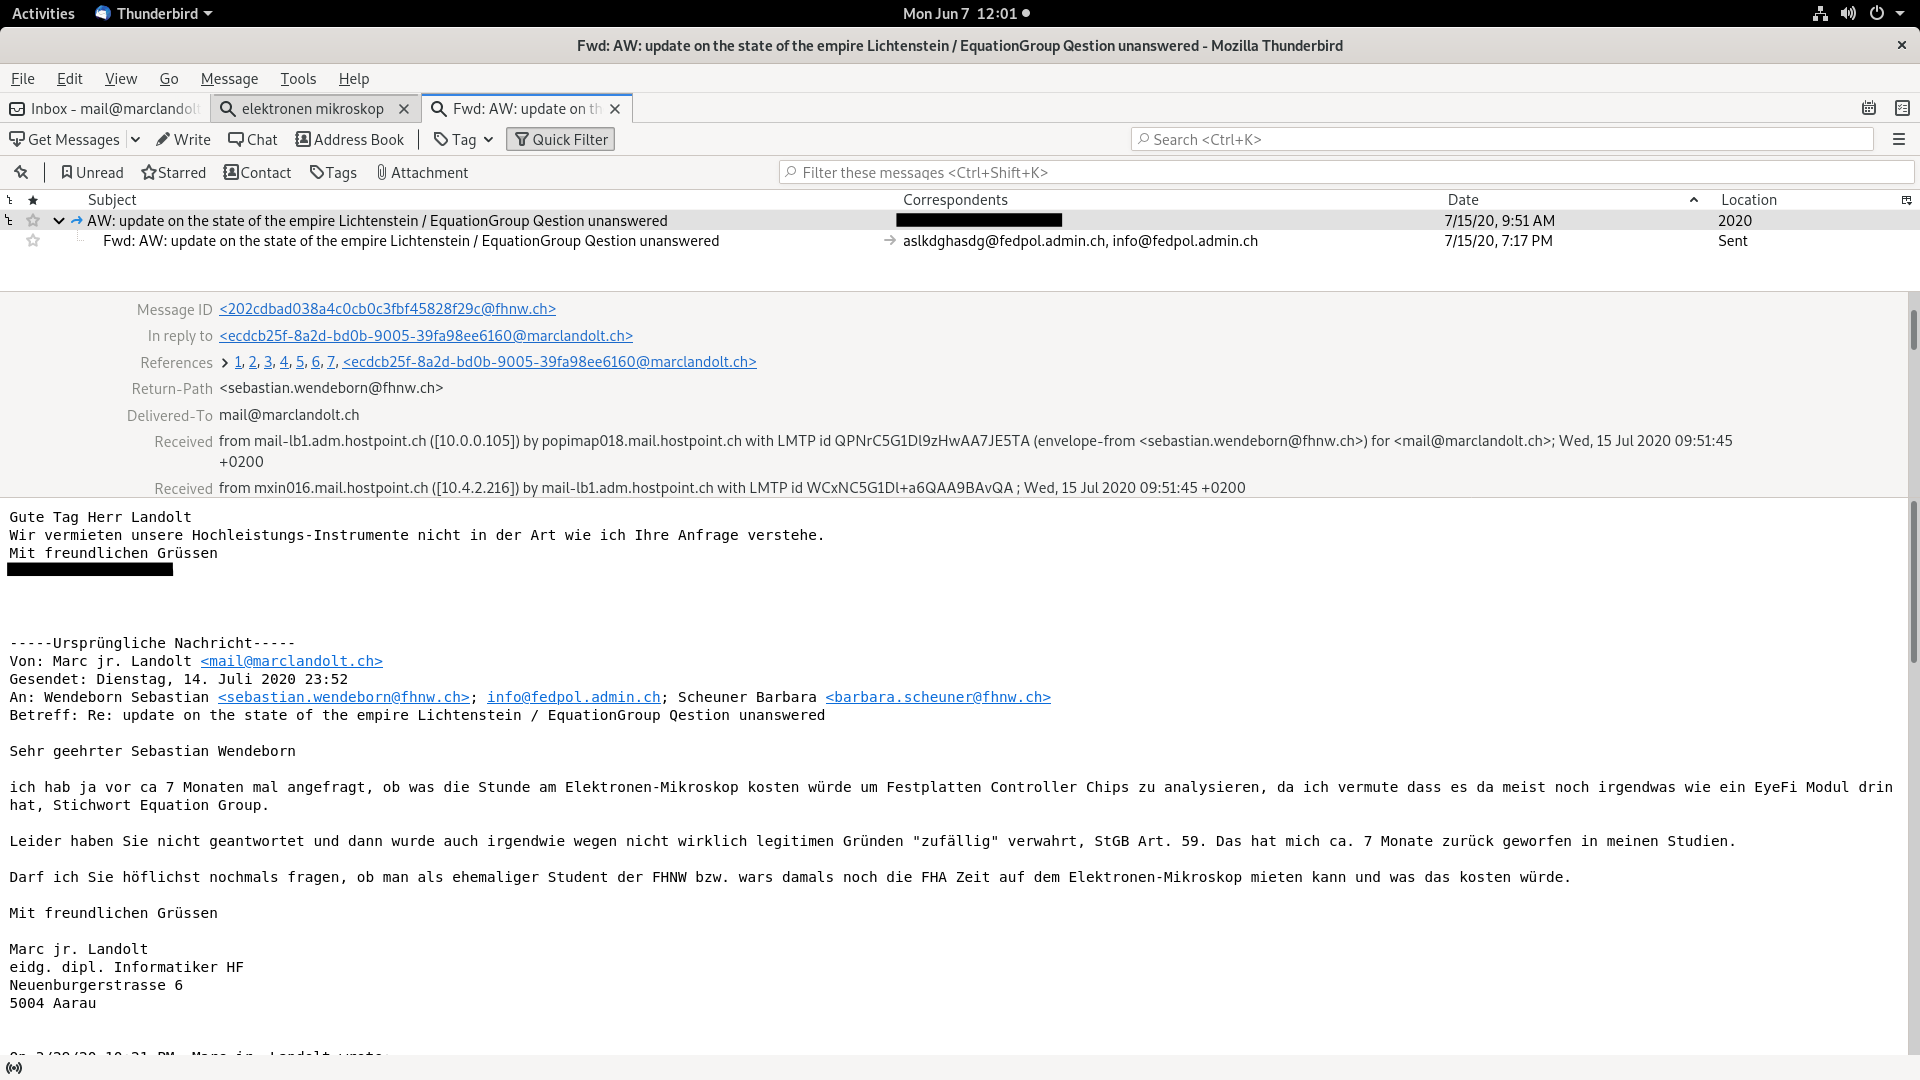 Activities Thunderbird Mon Jun 7 12:01
Fwd: AW: update on the state of the empire Lichtenstein / EquationGroup Qestion unanswered - Mozilla Thunderbird
File Edit View Go Message Tools Help
Inbox - mail@marclandolt elektronen mikroskop Fwd: AW: update on th
Get Messages Write Chat Address Book Tag Quick Filter Search <Ctrl+K>
Unread Starred Contact Tags Attachment Filter these messages <Ctrl+Shift+K>
Subject Correspondents Date Location
AW: update on the state of the empire Lichtenstein / EquationGroup Qestion unanswered 7/15/20, 9:51 AM 2020
Fwd: AW: update on the state of the empire Lichtenstein / EquationGroup Qestion unanswered aslkdghasdg@fedpol.admin.ch, info@fedpol.admin.ch 7/15/20, 7:17 PM Sent
Message ID <202cdbad038a4c0cb0c3fbf45828f29c@fhnw.ch>
In reply to <ecdcb25f-8a2d-bd0b-9005-39fa98ee6160@marclandolt.ch>
References 1, 2, 3, 4, 5, 6, 7, <ecdcb25f-8a2d-bd0b-9005-39fa98ee6160@marclandolt.ch>
Return-Path <sebastian.wendeborn@fhnw.ch>
Delivered-To mail@marclandolt.ch
Received from mail-lb1.adm.hostpoint.ch ([10.0.0.105]) by popimap018.mail.hostpoint.ch with LMTP id QPNrC5G1Dl9zHwAA7JE5TA (envelope-from <sebastian.wendeborn@fhnw.ch>) for <mail@marclandolt.ch>; Wed, 15 Jul 2020 09:51:45
+0200
Received from mxin016.mail.hostpoint.ch ([10.4.2.216]) by mail-lb1.adm.hostpoint.ch with LMTP id WCxNC5G1Dl+a6QAA9BAvQA ; Wed, 15 Jul 2020 09:51:45 +0200
Gute Tag Herr Landolt
Wir vermieten unsere Hochleistungs-Instrumente nicht in der Art wie ich Ihre Anfrage verstehe.
Mit freundlichen Grüssen
-----Ursprüngliche Nachricht-----
Von: Marc jr. Landolt <mail@marclandolt.ch>
Gesendet: Dienstag, 14. Juli 2020 23:52
An: Wendeborn Sebastian <sebastian.wendeborn@fhnw.ch>; info@fedpol.admin.ch; Scheuner Barbara <barbara.scheuner@fhnw.ch>
Betreff: Re: update on the state of the empire Lichtenstein / EquationGroup Qestion unanswered
Sehr geehrter Sebastian Wendeborn
ich hab ja vor ca 7 Monaten mal angefragt, ob was die Stunde am Elektronen-Mikroskop kosten würde um Festplatten Controller Chips zu analysieren, da ich vermute dass es da meist noch irgendwas wie ein EyeFi Modul drin
hat, Stichwort Equation Group.
Leider haben Sie nicht geantwortet und dann wurde auch irgendwie wegen nicht wirklich legitimen Gründen "zufällig" verwahrt, StGB Art. 59. Das hat mich ca. 7 Monate zurück geworfen in meinen Studien.
Darf ich Sie höflichst nochmals fragen, ob man als ehemaliger Student der FHNW bzw. wars damals noch die FHA Zeit auf dem Elektronen-Mikroskop mieten kann und was das kosten würde.
Mit freundlichen Grüssen
Marc jr. Landolt
eidg. dipl. Informatiker HF
Neuenburgerstrasse 6
5004 Aarau